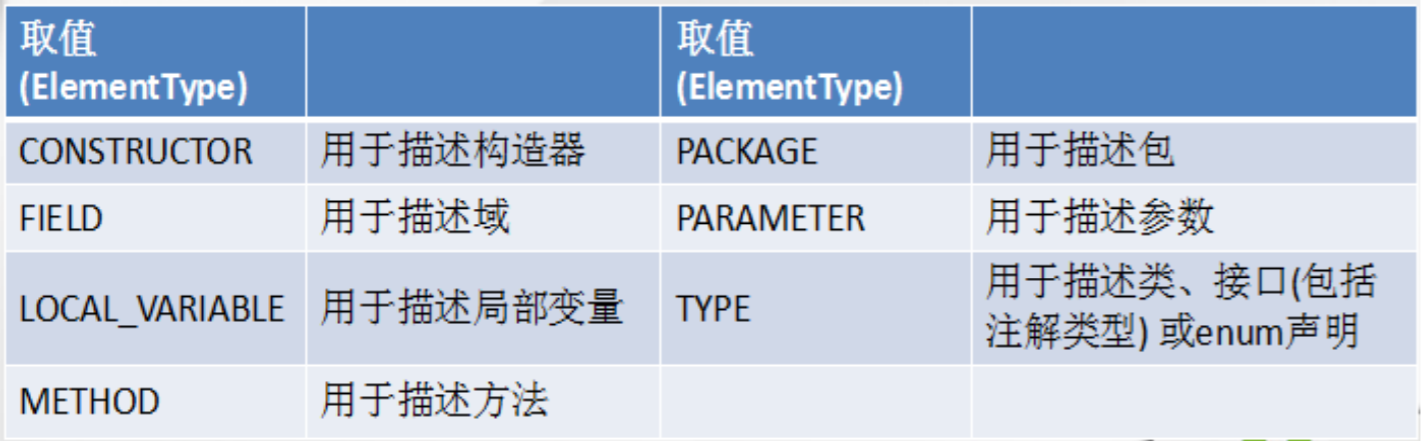 取值
(ElementType)
取值
(ElementType)
CONSTRUCTOR 用于描述构造器 PACKAGE 用于描述包
FIELD 用于描述域 PARAMETER 用于描述参数
LOCAL_VARIABLE 用于描述局部变量 TYPE 用于描述类、接口(包括
注解类型) 或enum声明
METHOD 用于描述方法